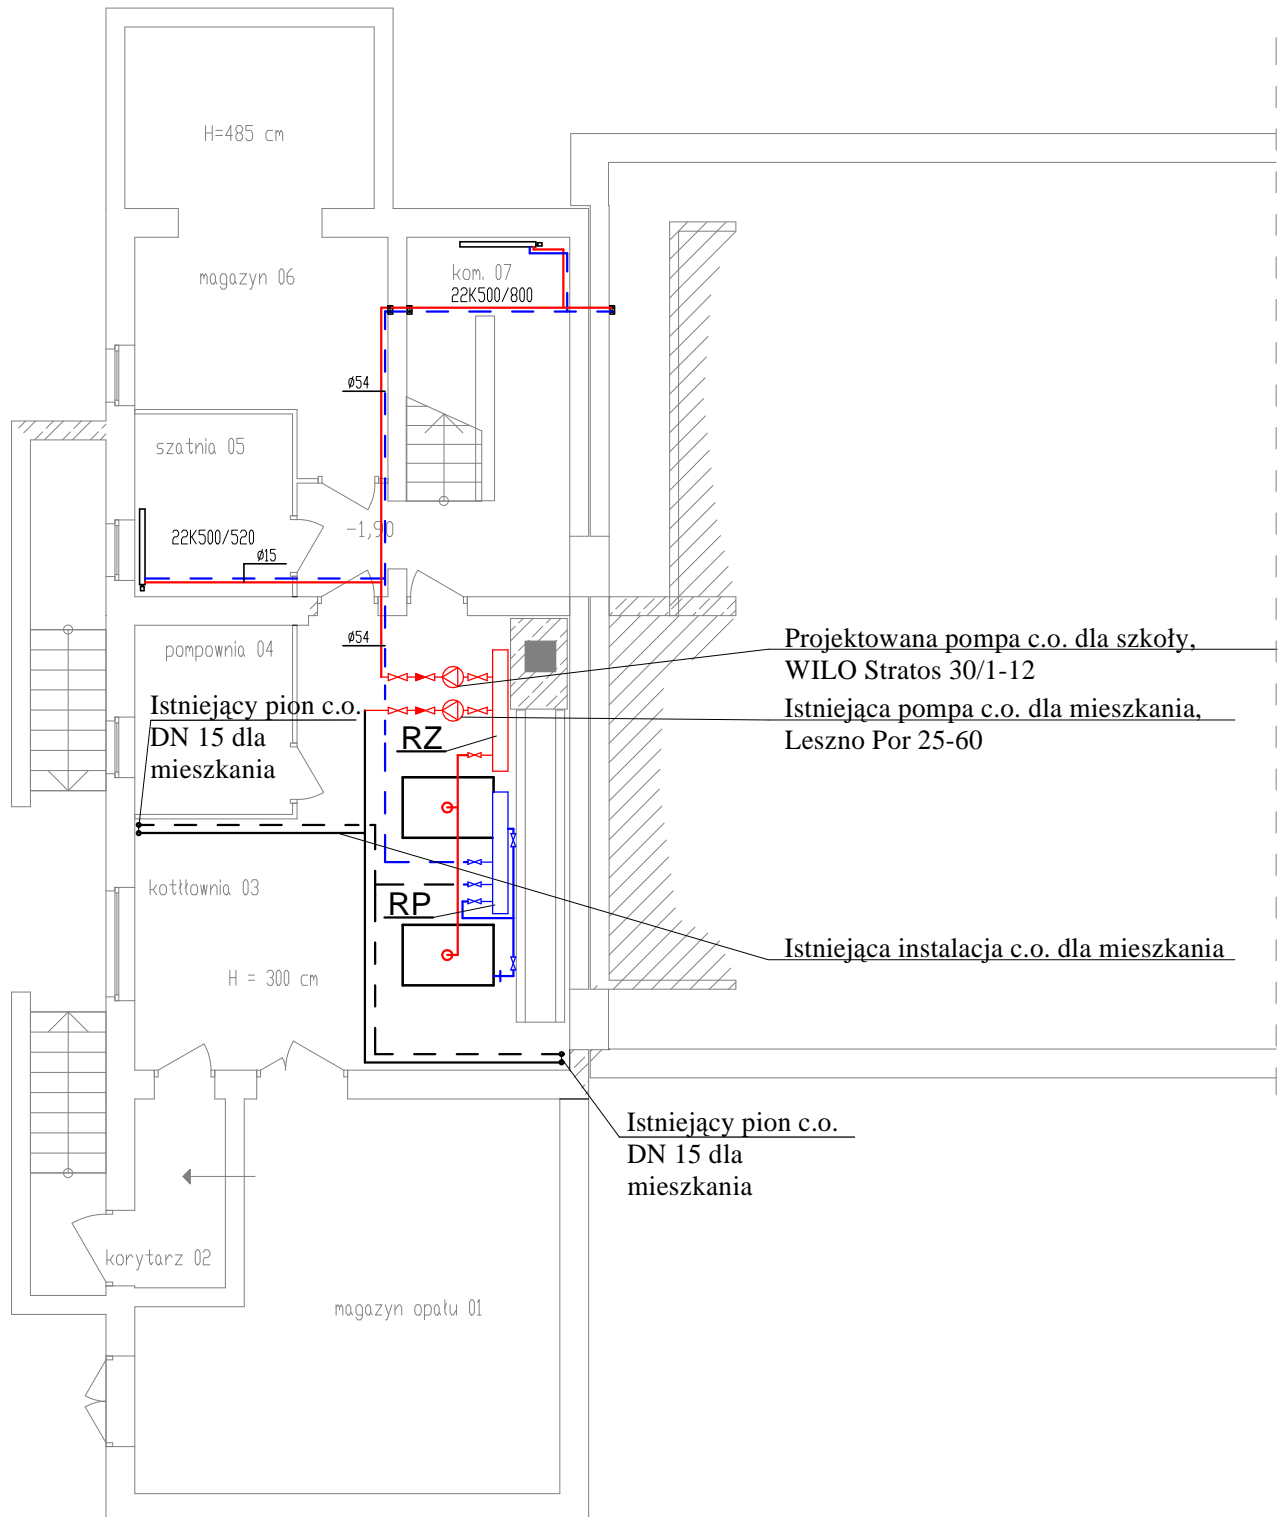 H=485 cm
magazyn 06
kom. 07
22K500/800
ø54
szatnia 05
22K500/520
ø15
-1,90
ø54
pompownia 04
Projektowana pompa c.o. dla szkoły,
WILO Stratos 30/1-12
Istniejąca pompa c.o. dla mieszkania,
Leszno Por 25-60
Istniejący pion c.o.
DN 15 dla
mieszkania
RZ
kotłłownia 03
RP
H = 300 cm
Istniejąca instalacja c.o. dla mieszkania
Istniejący pion c.o.
DN 15 dla
mieszkania
korytarz 02
magazyn opału 01